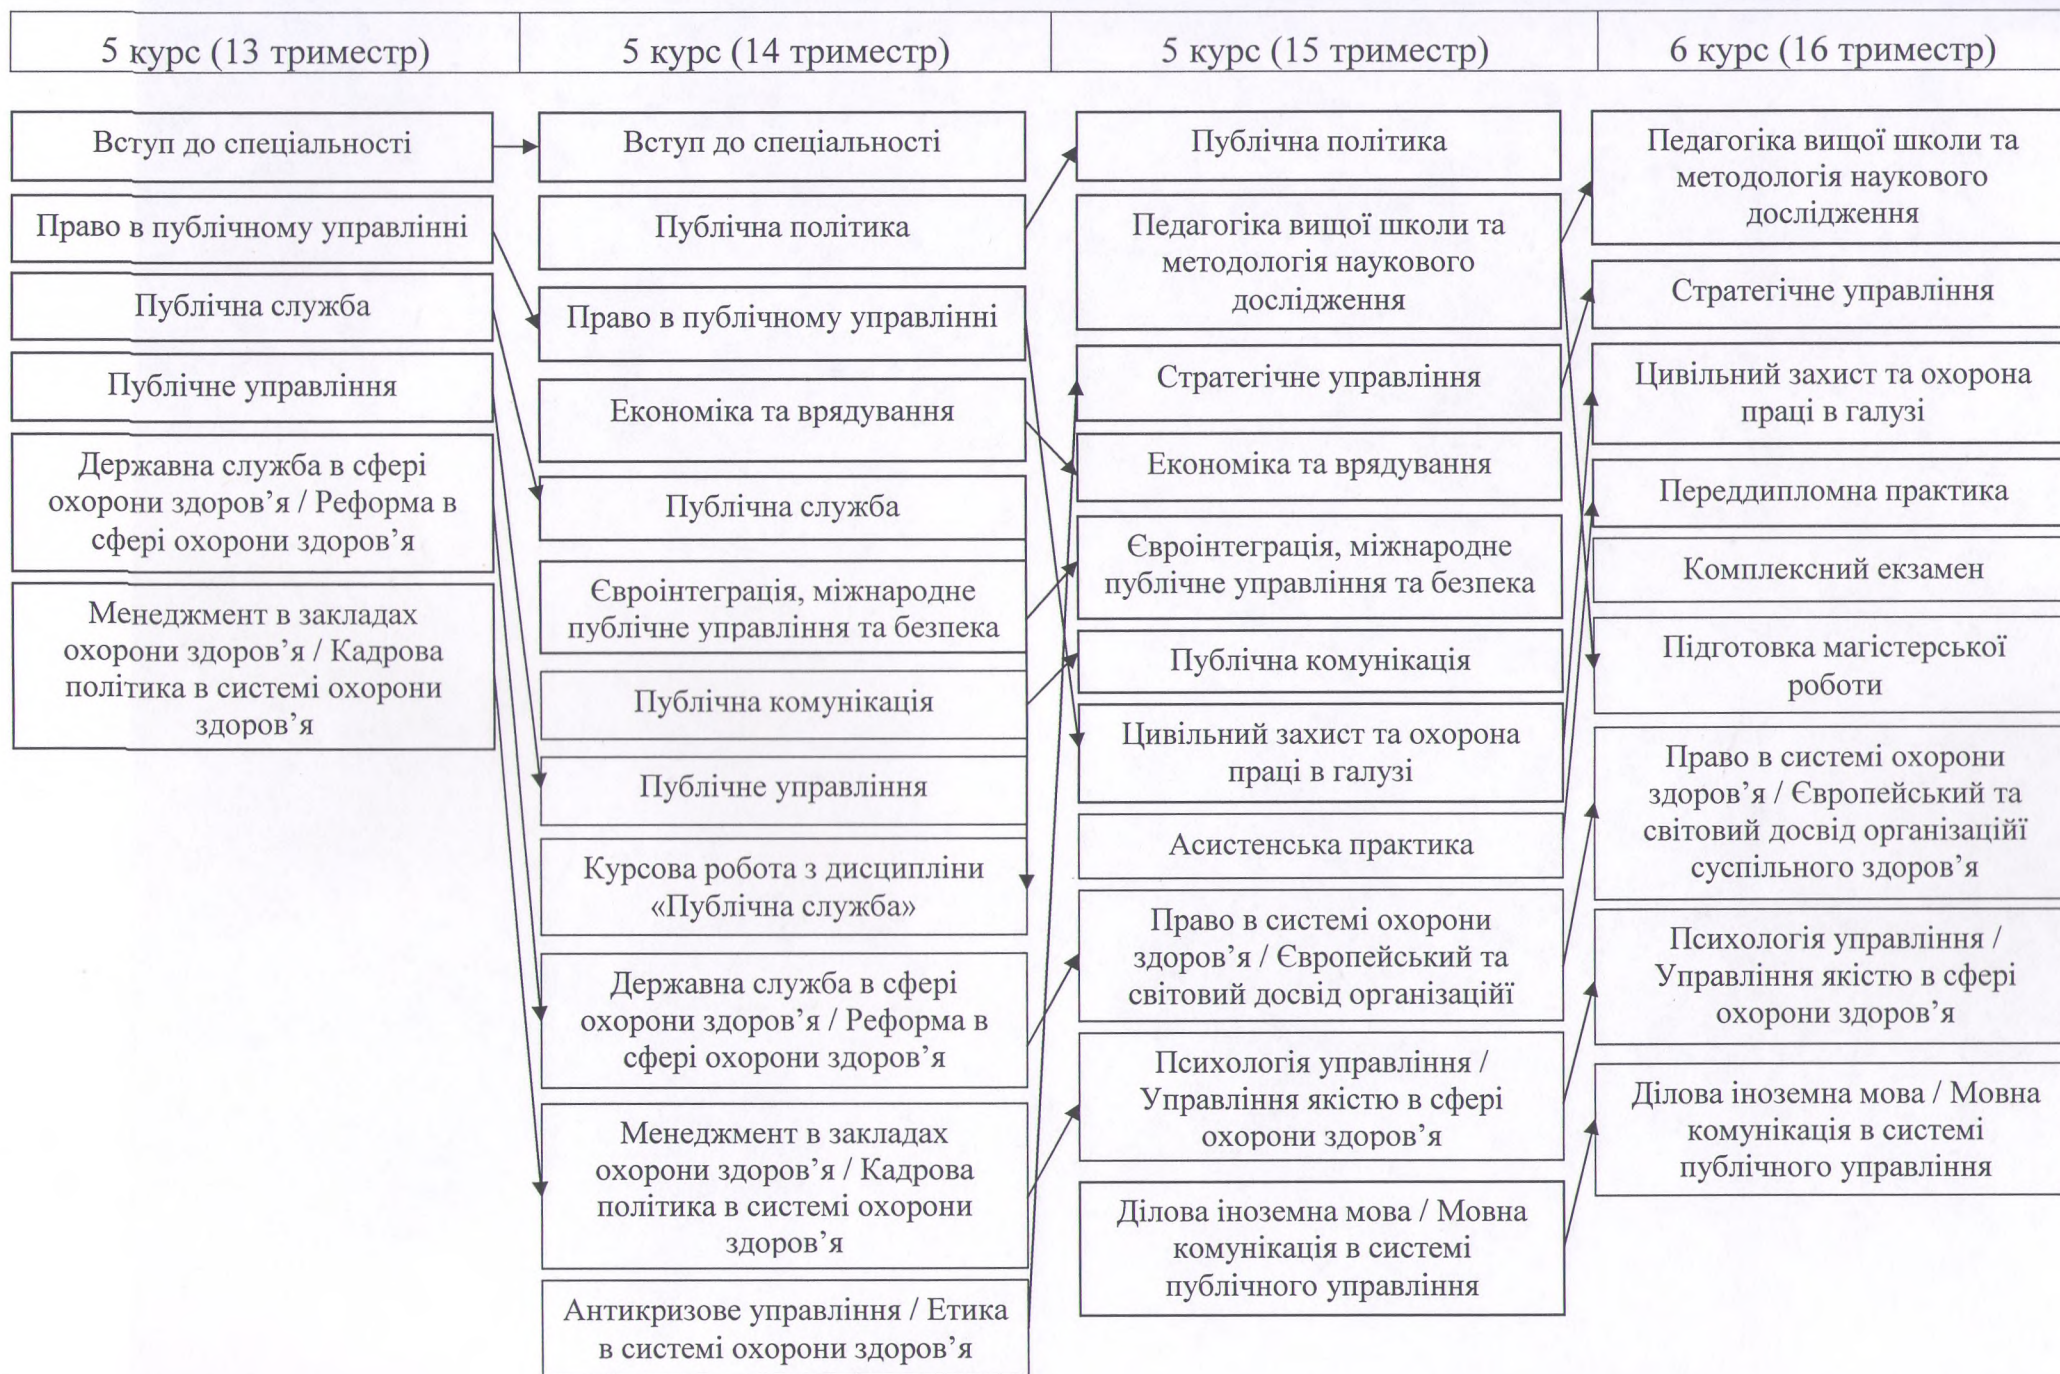 5 курс (13 триместр)
5 курс (14 триместр)
5 курс (15 триместр)
6 курс (16 триместр)
Вступ до спеціальності
Право в публічному управлінні
Публічна служба
Публічне управління
Державна служба в сфері
охорони здоров’я / Реформа в
сфері охорони здоров’я
Менеджмент в закладах
охорони здоров’я / Кадрова
політика в системі охорони
здоров’я
Вступ до спеціальності
Публічна політика
Право в публічному управлінні
Економіка та врядування
Публічна служба
Євроінтеграція, міжнародне
публічне управління та безпека
Публічна комунікація
Публічне управління
Курсова робота з дисципліни
«Публічна служба»
Державна служба в сфері
охорони здоров’я / Реформа в
сфері охорони здоров’я
Менеджмент в закладах
охорони здоров’я / Кадрова
політика в системі охорони
здоров’я
Антикризове управління / Етика
в системі охорони здоров’я
Публічна політика
Педагогіка вищої школи та
методологія наукового
дослідження
Стратегічне управління
Економіка та врядування
Євроінтеграція, міжнародне
публічне управління та безпека
Публічна комунікація
Цивільний захист та охорона
праці в галузі
Асистенська практика
Право в системі охорони
здоров’я / Європейський та
світовий досвід організаційї
Психологія управління /
Управління якістю в сфері
охорони здоров’я
Ділова іноземна мова / Мовна
комунікація в системі
публічного управління
Педагогіка вищої школи та
методологія наукового
дослідження
Стратегічне управління
Цивільний захист та охорона
праці в галузі
Переддипломна практика
Комплексний екзамен
Підготовка магістерської
роботи
Право в системі охорони
здоров’я / Європейський та
світовий досвід організаційї
суспільного здоров’я
Психологія управління /
Управління якістю в сфері
охорони здоров’я
Ділова іноземна мова / Мовна
комунікація в системі
публічного управління